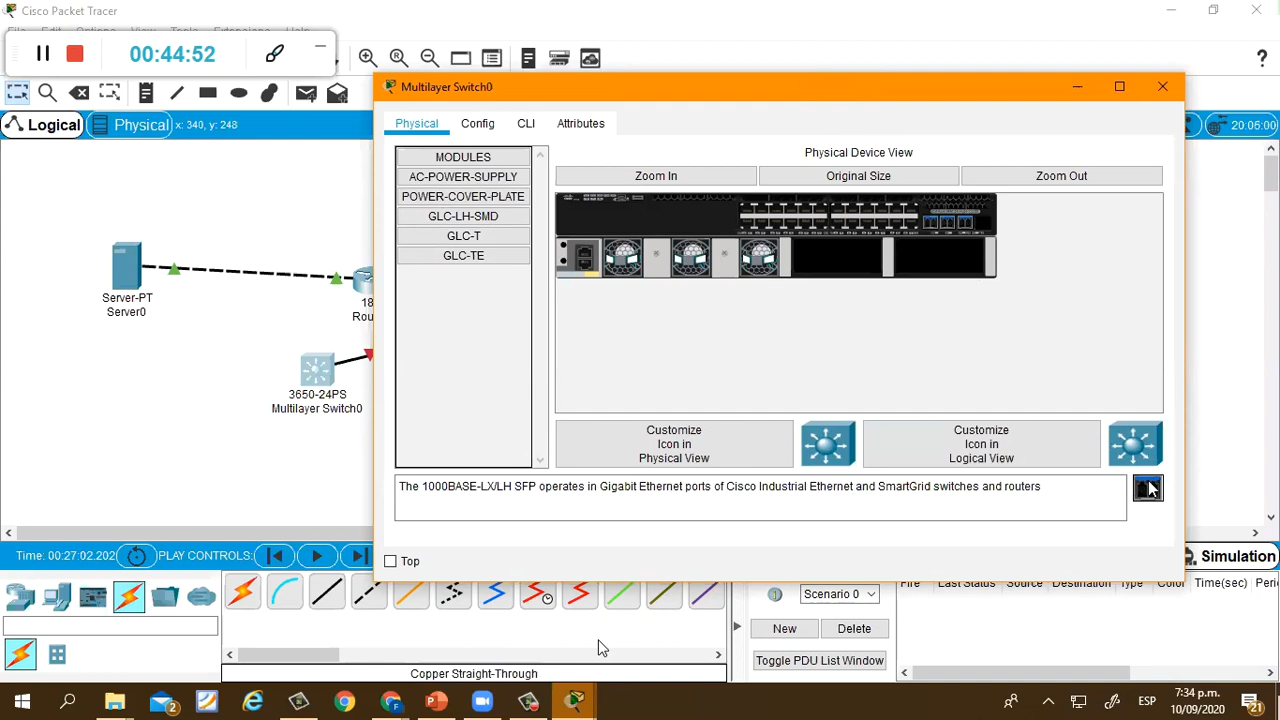 Cisco Packet Tracer
00:44:52
Logical
Physical
x: 340, y: 248
20:06:00
Multilayer Switch0
Physical
Config
CLI
Attributes
MODULES
AC-POWER-SUPPLY
POWER-COVER-PLATE
GLC-LH-SMD
GLC-T
GLC-TE
Physical Device View
Zoom In
Original Size
Zoom Out
Customize
Icon in
Physical View
Customize
Icon in
Logical View
The 1000BASE-LX/LH SFP operates in Gigabit Ethernet ports of Cisco Industrial Ethernet and SmartGrid switches and routers
Top
Server-PT
Server0
18
Rou
3650-24PS
Multilayer Switch0
Time: 00:27:02.202
PLAY CONTROLS:
Simulation
Scenario 0
New
Delete
Toggle PDU List Window
Fire
Last Status
Source
Destination
Type
Color
Time(sec)
Peri
Copper Straight-Through
ESP
7:34 p.m.
10/09/2020
2
21